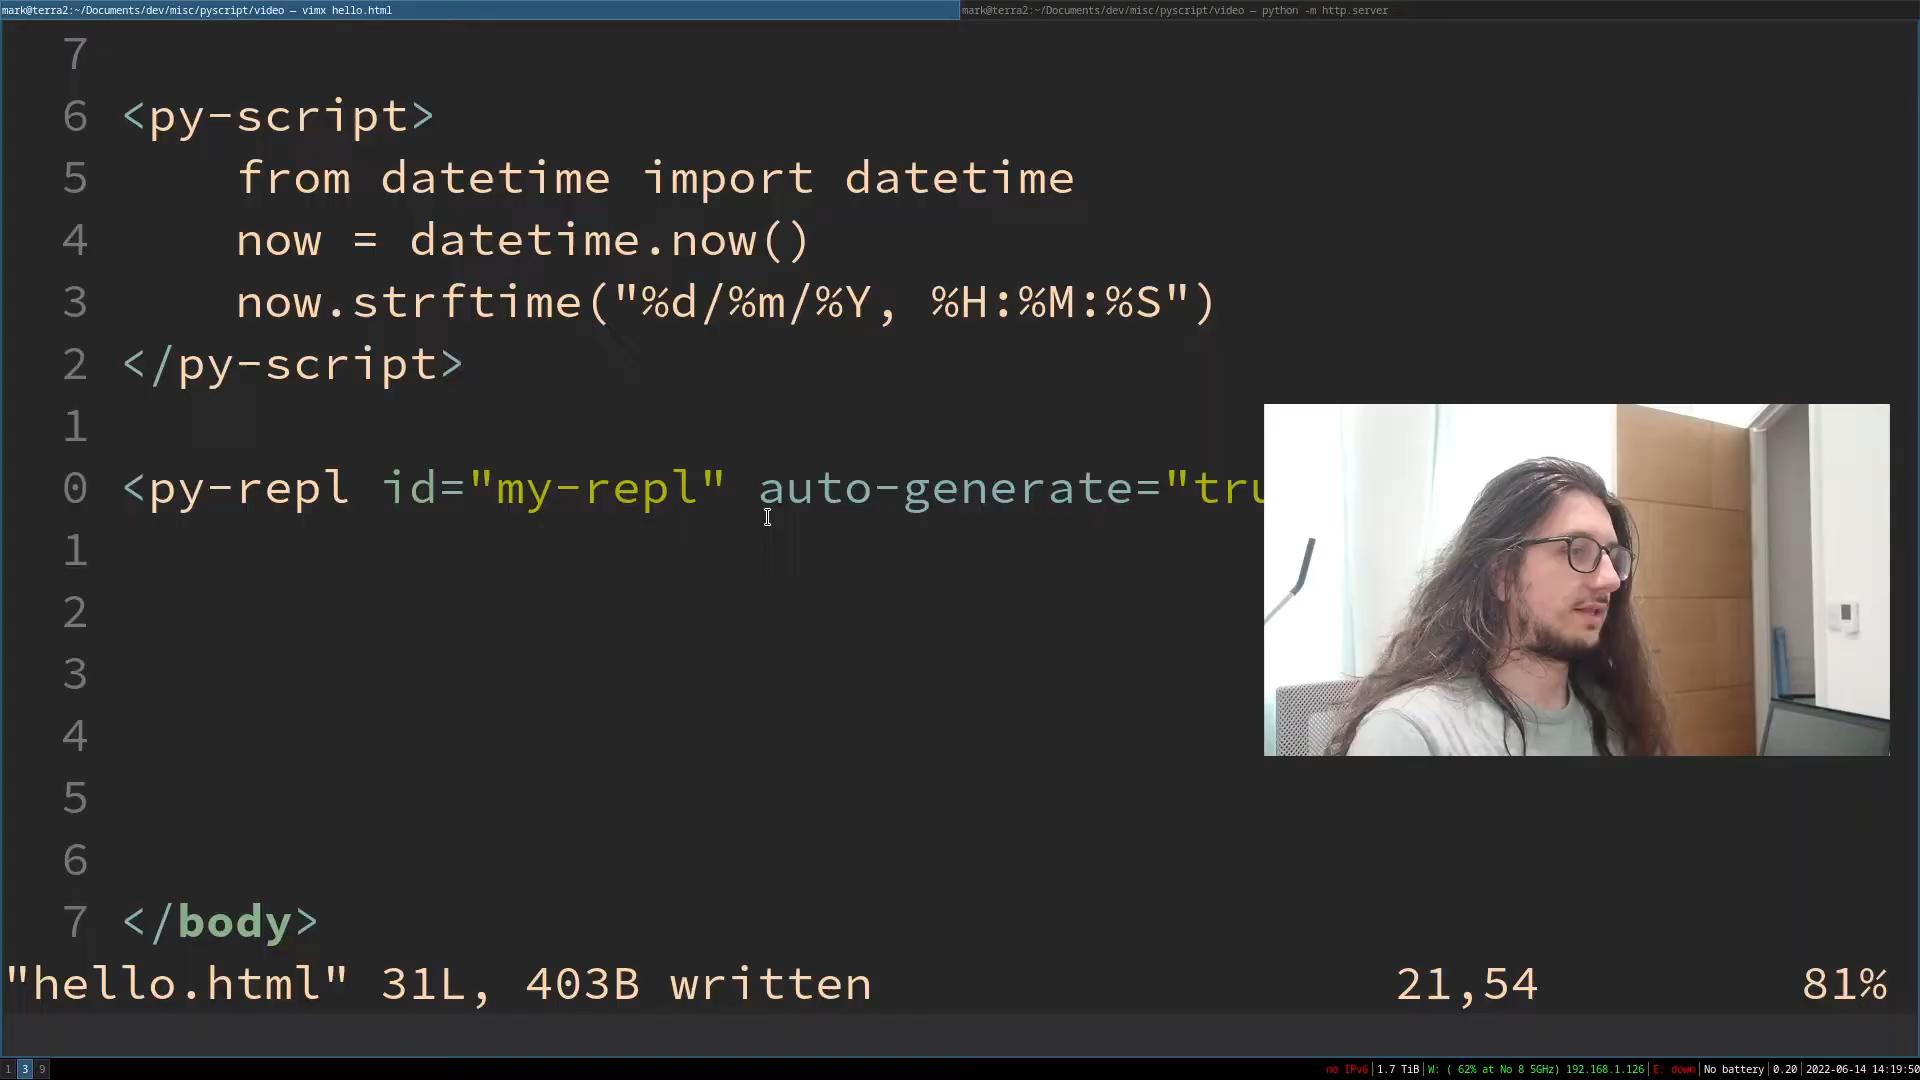 mark@terra2:~/Documents/dev/misc/pyscript/video — vimx hello.html
mark@terra2:~/Documents/dev/misc/pyscript/video — python -m http.server
7
6 <py-script>
5 from datetime import datetime
4 now = datetime.now()
3 now.strftime("%d/%m/%Y, %H:%M:%S")
2 </py-script>
1
0 <py-repl id="my-repl" auto-generate="tru
1
2
3
4
5
6
7 </body>
"hello.html" 31L, 403B written 21,54 81%
1 3 9 no IPv6 | 1.7 TiB | W: ( 62% at No 8 5GHz) 192.168.1.126 | E: down | No battery | 0.20 | 2022-06-14 14:19:50